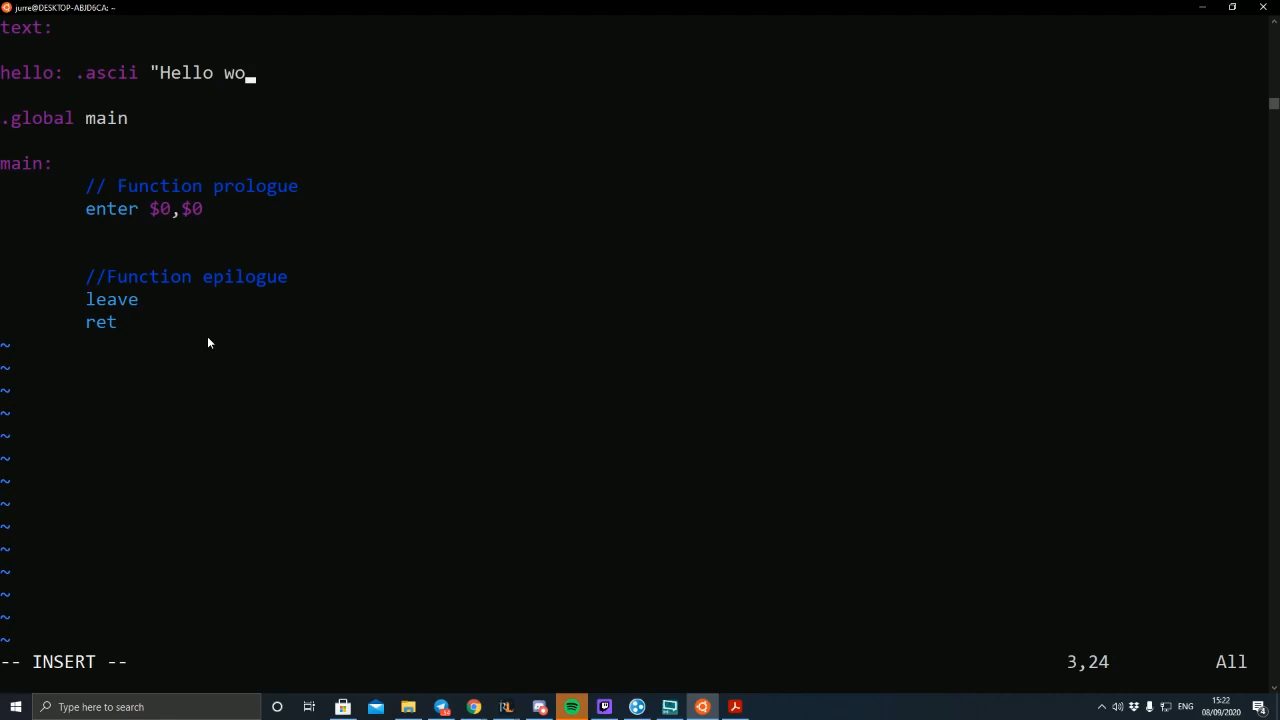 jurre@DESKTOP-ABJD6CA: ~
text:
hello: .ascii "Hello wo
.global main
main:
// Function prologue
enter $0,$0
//Function epilogue
leave
ret
~
~
~
~
~
~
~
~
~
~
~
~
~
~
-- INSERT -- 3,24 All
Type here to search
ENG
15:22
08/09/2020